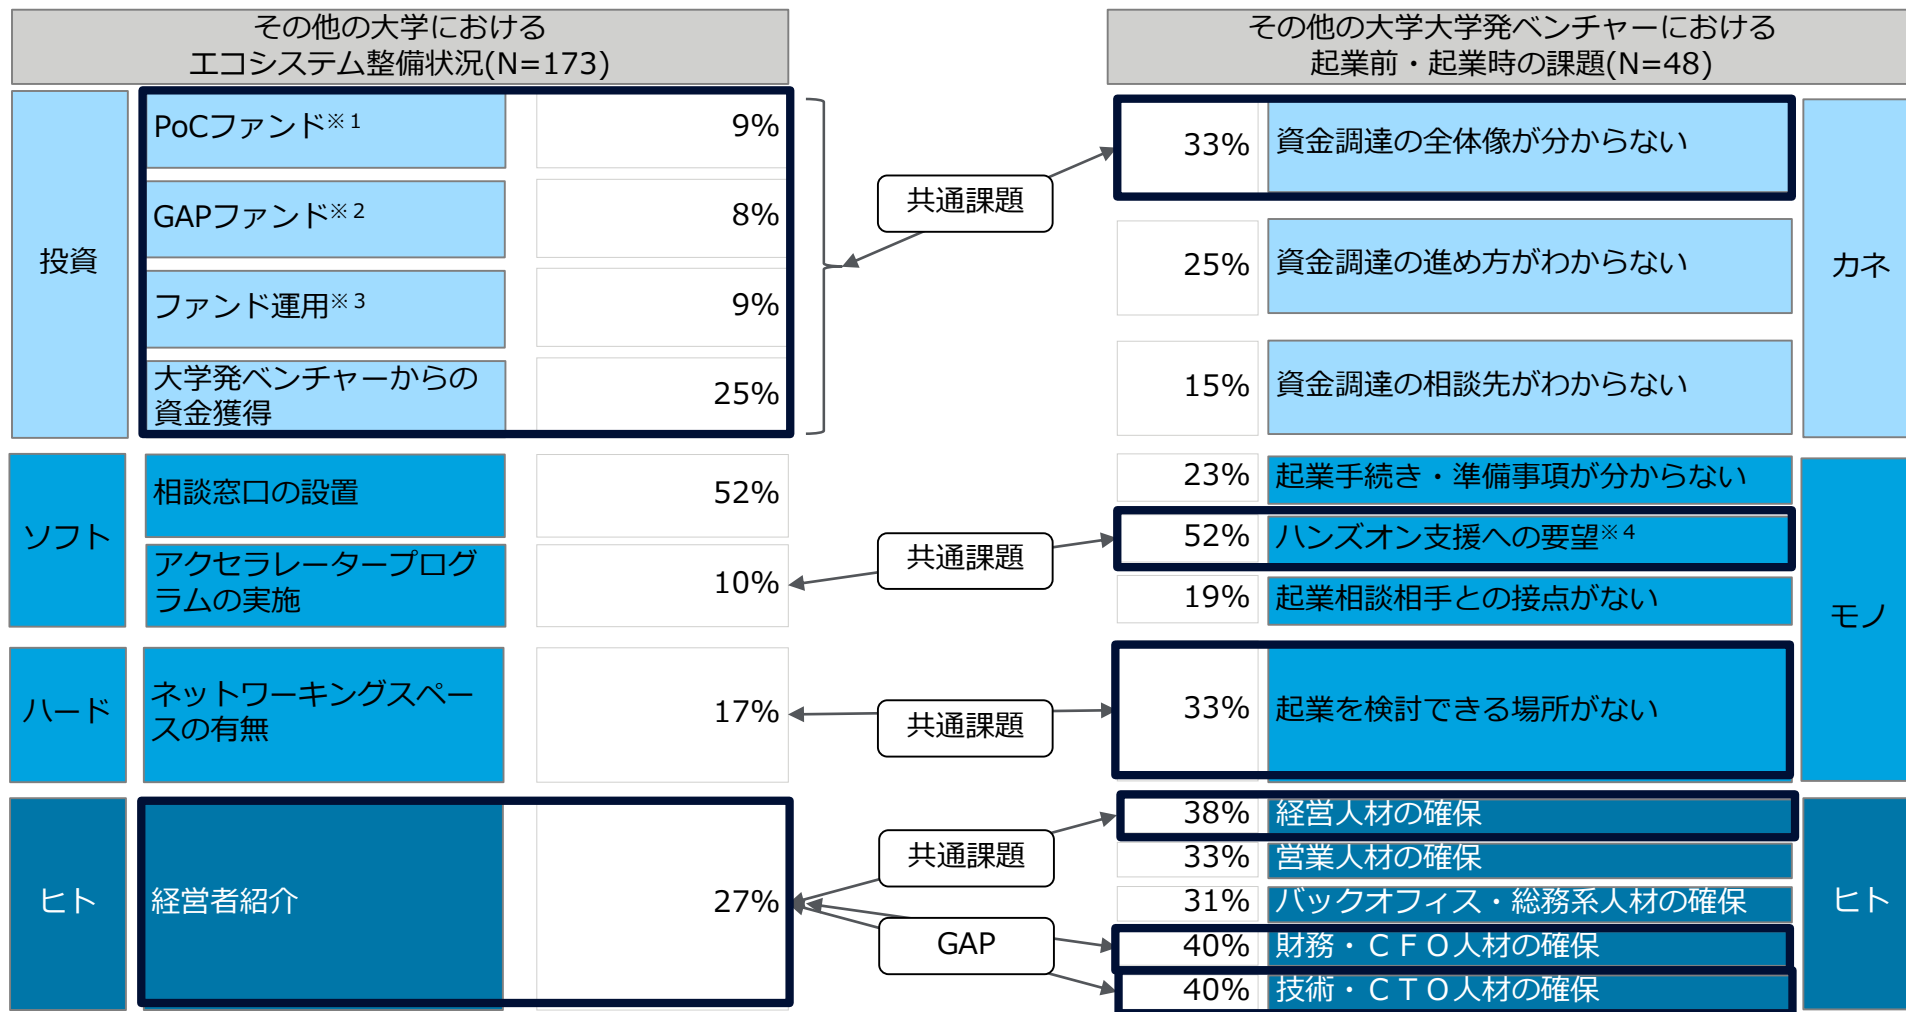 その他の大学における
エコシステム整備状況(N=173)
投資
PoCファンド※1
9%
GAPファンド※2
8%
ファンド運用※3
9%
大学発ベンチャーからの
資金獲得
25%
ソフト
相談窓口の設置
52%
アクセラレータープログ
ラムの実施
10%
ハード
ネットワーキングスペー
スの有無
17%
ヒト
経営者紹介
27%
共通課題
共通課題
共通課題
共通課題
GAP
その他の大学大学発ベンチャーにおける
起業前・起業時の課題(N=48)
33%
資金調達の全体像が分からない
25%
資金調達の進め方がわからない
15%
資金調達の相談先がわからない
カネ
23%
起業手続き・準備事項が分からない
52%
ハンズオン支援への要望※4
19%
起業相談相手との接点がない
33%
起業を検討できる場所がない
モノ
38%
経営人材の確保
33%
営業人材の確保
31%
バックオフィス・総務系人材の確保
40%
財務・ＣＦＯ人材の確保
40%
技術・ＣＴＯ人材の確保
ヒト